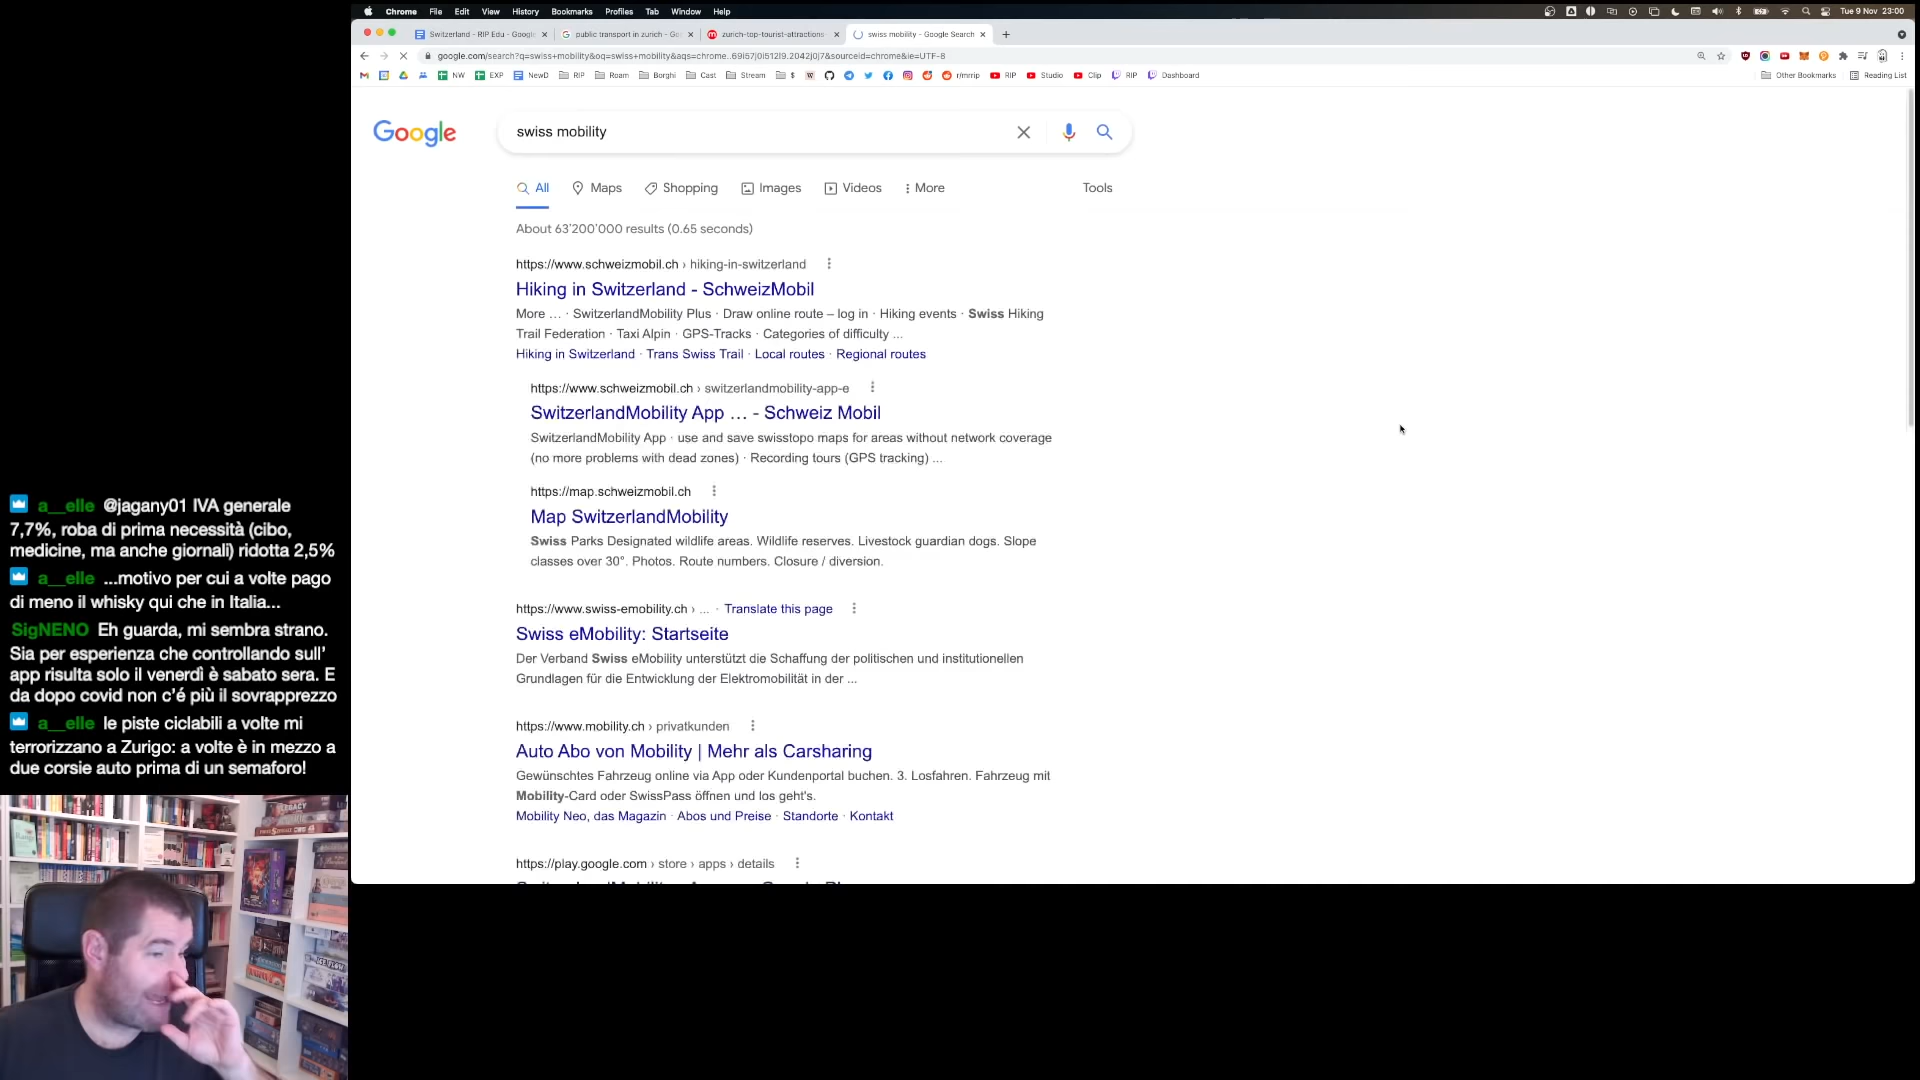 Chrome File Edit View History Bookmarks Profiles Tab Window Help
Tue 9 Nov 23:00
Switzerland - RIP Edu - Google
public transport in zurich - Go
zurich-top-tourist-attractions
swiss mobility - Google Search
google.com/search?q=swiss+mobility&oq=swiss+mobility&aqs=chrome..69i57j0i512l9.2042j0j7&sourceid=chrome&ie=UTF-8
NW EXP NewD RIP Roam Borghi Cast Stream $ r/mrrip RIP Studio Clip RIP Dashboard
Other Bookmarks Reading List
Google
swiss mobility
All Maps Shopping Images Videos More Tools
About 63'200'000 results (0.65 seconds)
https://www.schweizmobil.ch › hiking-in-switzerland
Hiking in Switzerland - SchweizMobil
More … · SwitzerlandMobility Plus · Draw online route – log in · Hiking events · Swiss Hiking
Trail Federation · Taxi Alpin · GPS-Tracks · Categories of difficulty ...
Hiking in Switzerland · Trans Swiss Trail · Local routes · Regional routes
https://www.schweizmobil.ch › switzerlandmobility-app-e
SwitzerlandMobility App … - Schweiz Mobil
SwitzerlandMobility App · use and save swisstopo maps for areas without network coverage
(no more problems with dead zones) · Recording tours (GPS tracking) ...
https://map.schweizmobil.ch
Map SwitzerlandMobility
Swiss Parks Designated wildlife areas. Wildlife reserves. Livestock guardian dogs. Slope
classes over 30°. Photos. Route numbers. Closure / diversion.
https://www.swiss-emobility.ch › ... · Translate this page
Swiss eMobility: Startseite
Der Verband Swiss eMobility unterstützt die Schaffung der politischen und institutionellen
Grundlagen für die Entwicklung der Elektromobilität in der ...
https://www.mobility.ch › privatkunden
Auto Abo von Mobility | Mehr als Carsharing
Gewünschtes Fahrzeug online via App oder Kundenportal buchen. 3. Losfahren. Fahrzeug mit
Mobility-Card oder SwissPass öffnen und los geht's.
Mobility Neo, das Magazin · Abos und Preise · Standorte · Kontakt
https://play.google.com › store › apps › details
a__elle @jagany01 IVA generale
7,7%, roba di prima necessità (cibo,
medicine, ma anche giornali) ridotta 2,5%
a__elle ...motivo per cui a volte pago
di meno il whisky qui che in Italia...
SigNENO Eh guarda, mi sembra strano.
Sia per esperienza che controllando sull'
app risulta solo il venerdì è sabato sera. E
da dopo covid non c'é più il sovrapprezzo
a__elle le piste ciclabili a volte mi
terrorizzano a Zurigo: a volte è in mezzo a
due corsie auto prima di un semaforo!